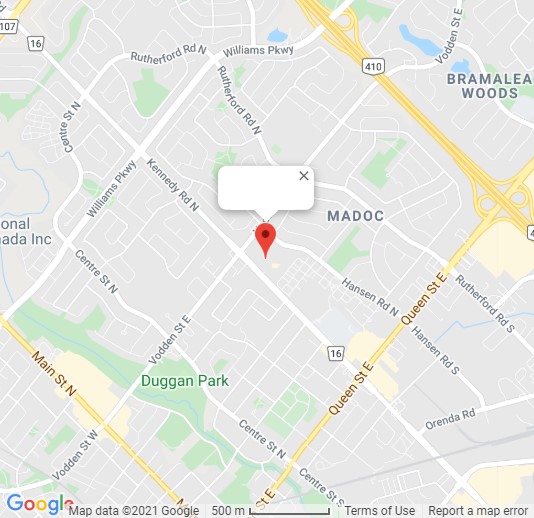 107
16
Rutherford Rd N
Williams Pkwy
Vodden St E
410
BRAMALEA
WOODS
Centre St N
Rutherford Rd N
Williams Pkwy
Kennedy Rd N
MADOC
ional
nada Inc
4
Centre St N
Hansen Rd N
Queen St E
Rutherford Rd S
Vodden St E
Hansen Rd S
16
Main St N
Duggan Park
Queen St E
Orenda Rd
Vodden St W
Centre St N
Centre St S
St E
Google
Map data ©2021 Google
500 m
Terms of Use
Report a map error